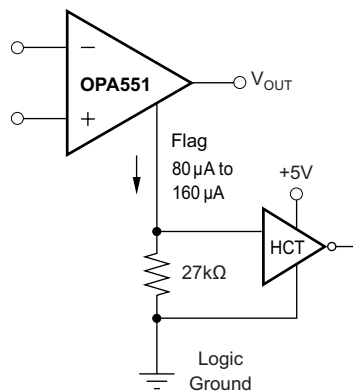 −
OPA551
+
V_OUT
Flag
80 µA to
160 µA
+5V
HCT
27kΩ
Logic
Ground